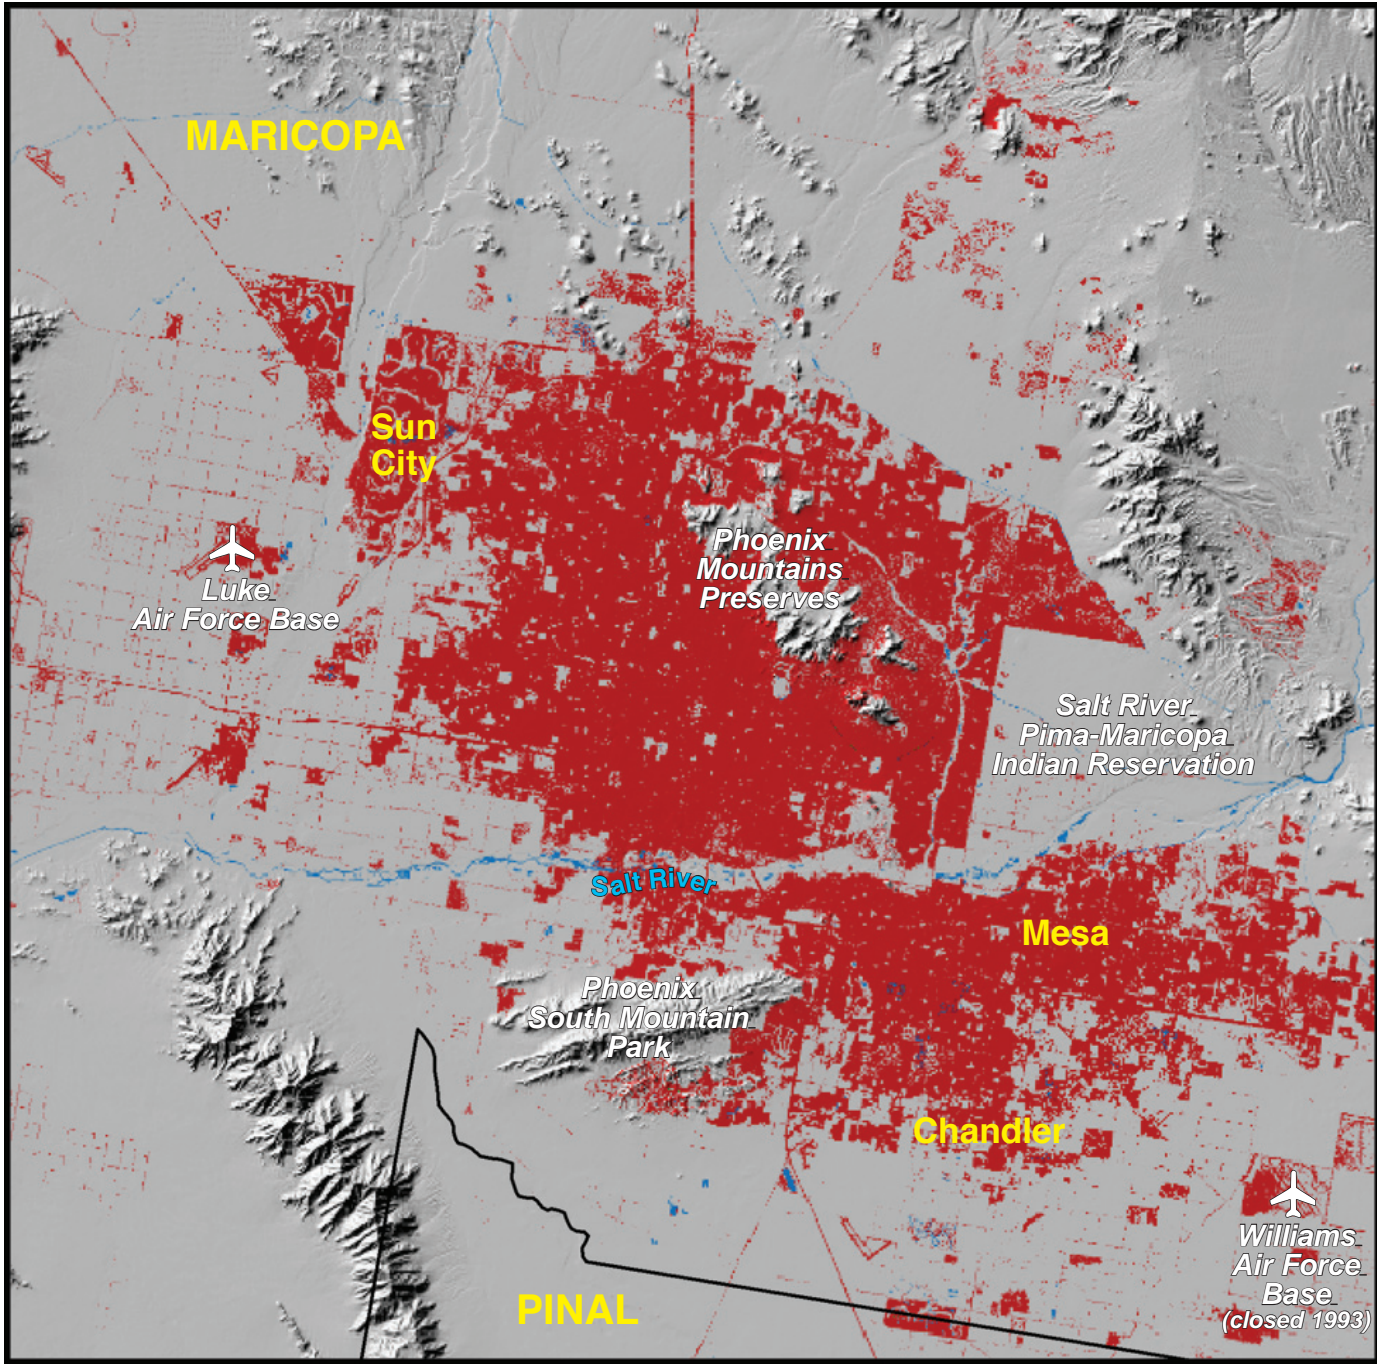 MARICOPA
Sun
City
Phoenix
Mountains
Preserves
Luke
Air Force Base
Salt River
Pima-Maricopa
Indian Reservation
Salt River
Mesa
Phoenix
South Mountain
Park
Chandler
Williams
Air Force
Base
(closed 1993)
PINAL